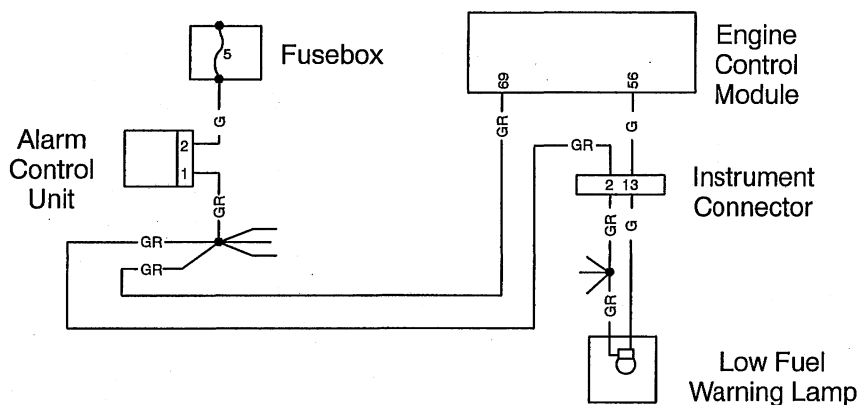 5
Fusebox
Engine
Control
Module
69
56
G
GR
G
Alarm
Control
Unit
2
1
GR
GR
2 13
Instrument
Connector
GR
GR
GR
G
GR
Low Fuel
Warning Lamp